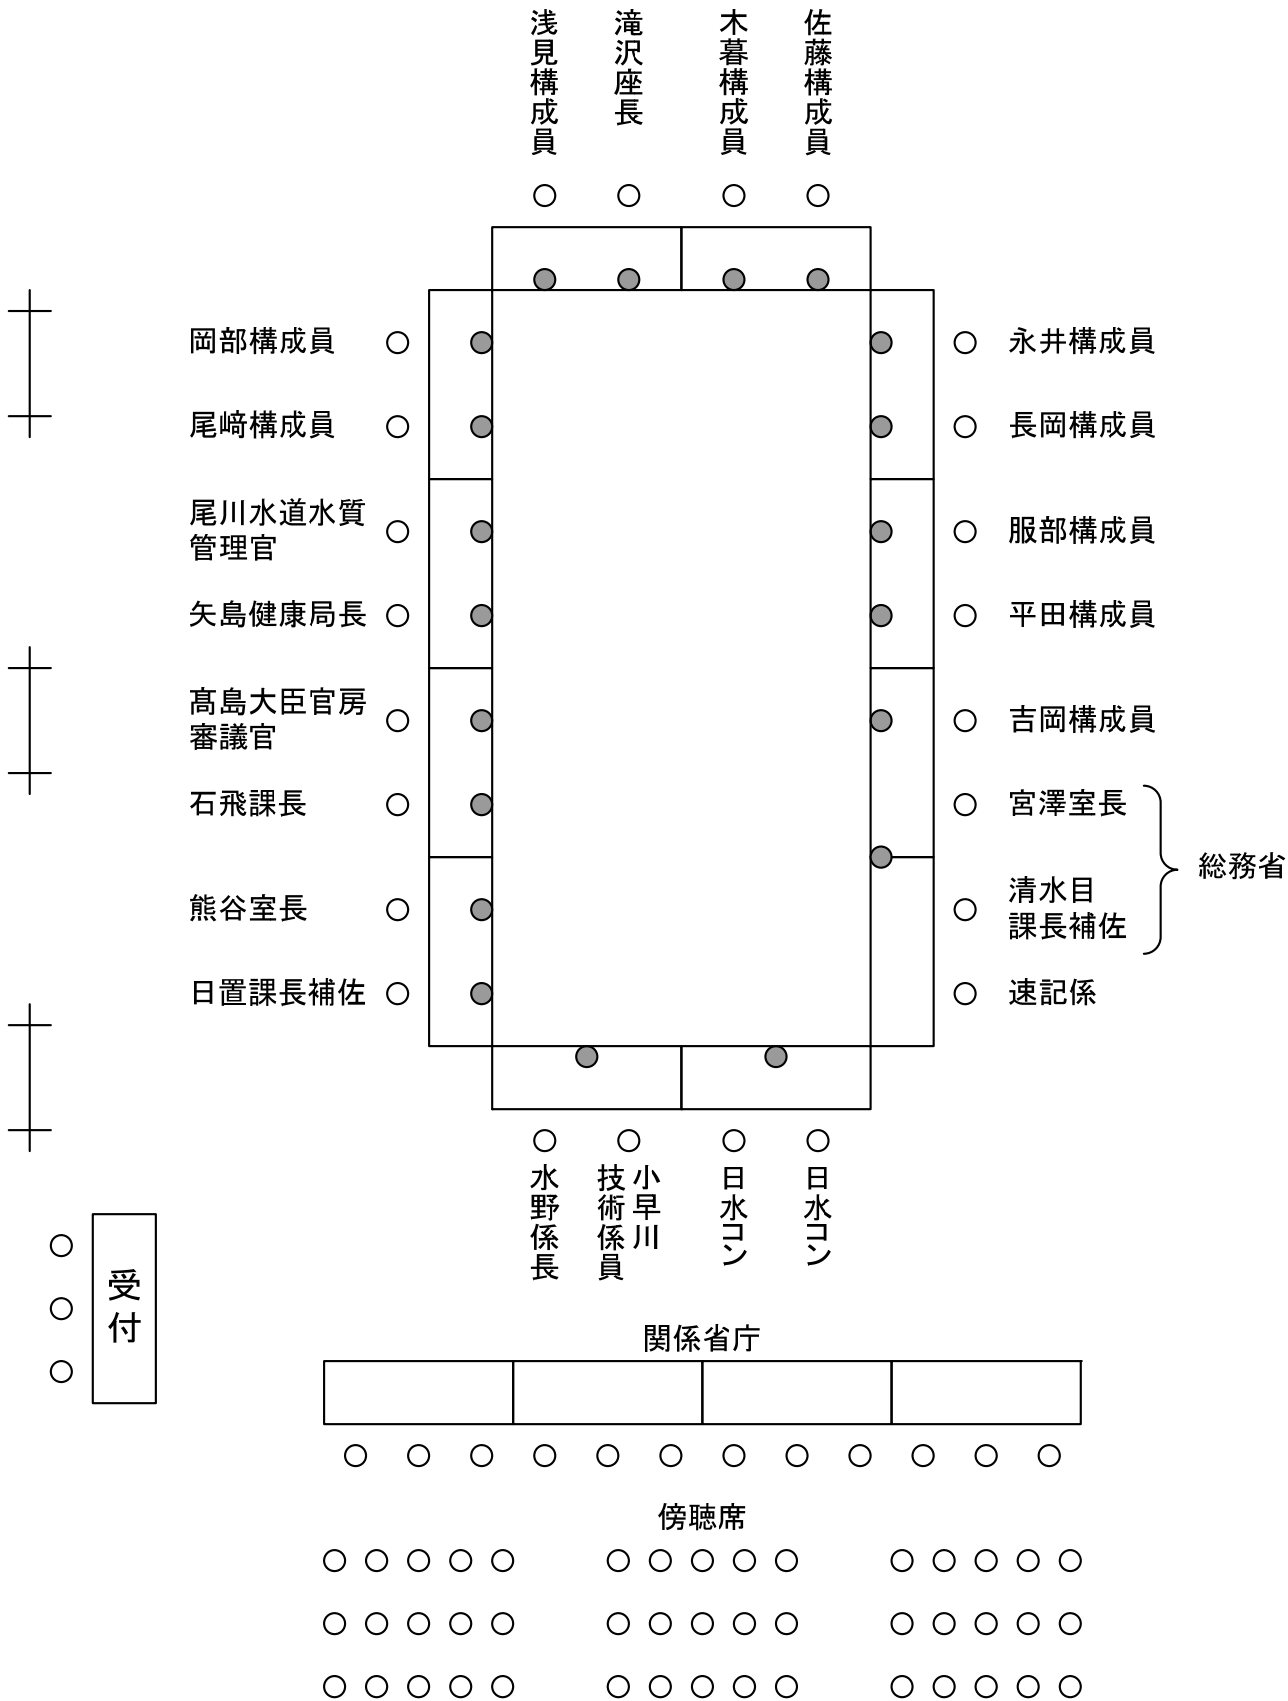 浅見構成員
滝沢座長
木暮構成員
佐藤構成員
岡部構成員
尾﨑構成員
尾川水道水質
管理官
矢島健康局長
髙島大臣官房
審議官
石飛課長
熊谷室長
日置課長補佐
永井構成員
長岡構成員
服部構成員
平田構成員
吉岡構成員
宮澤室長
清水目
課長補佐
総務省
速記係
水野係長
小早川
技術係員
日水コン
日水コン
受付
関係省庁
傍聴席